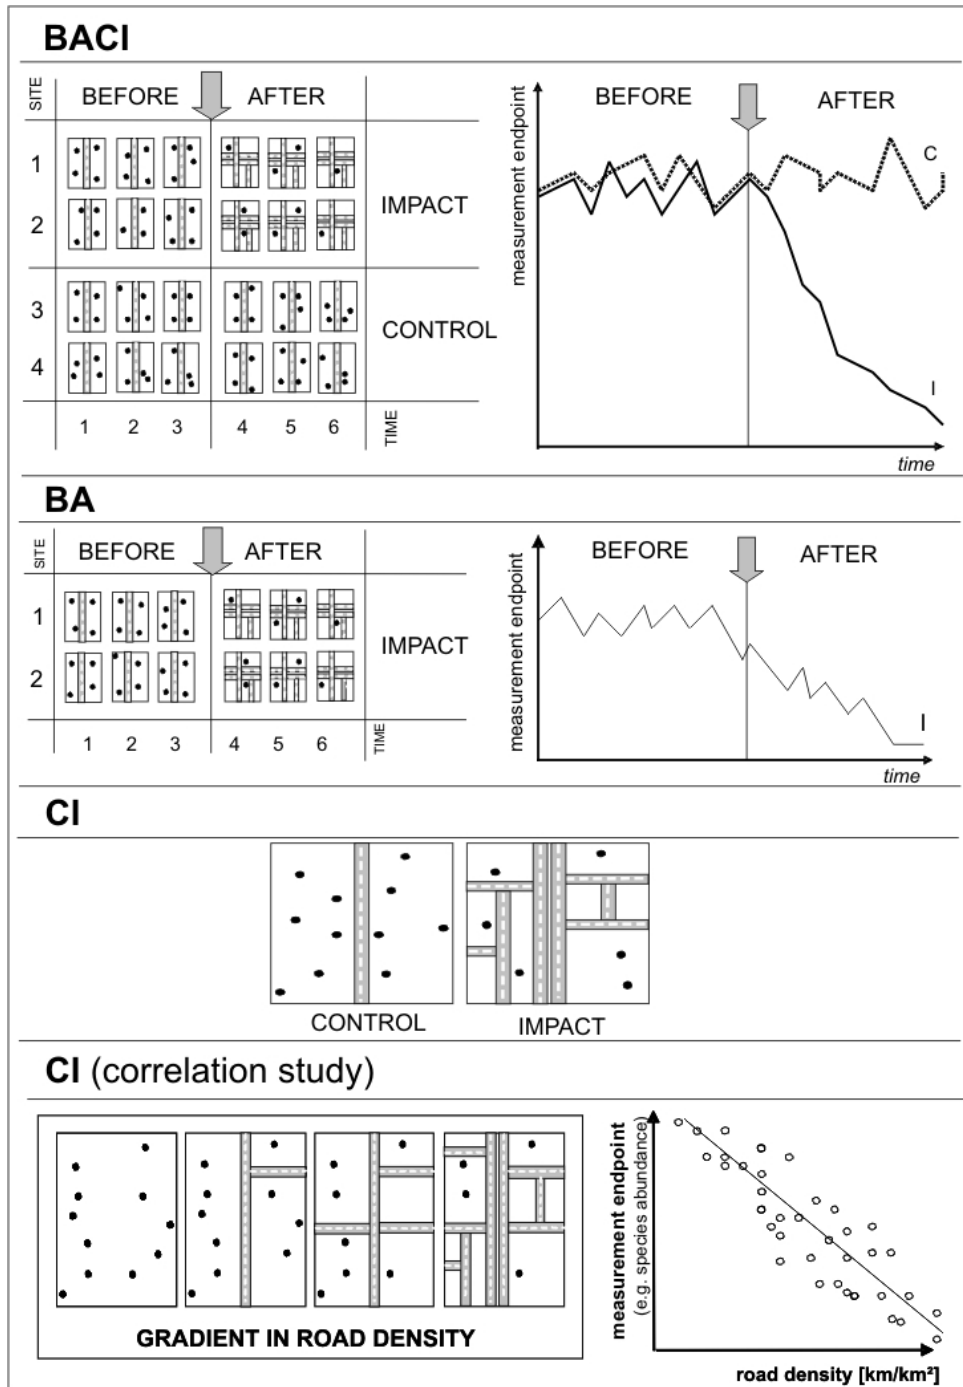 BACI
SITE
BEFORE
AFTER
1
IMPACT
2
3
CONTROL
4
1 2 3 4 5 6
TIME
measurement endpoint
BEFORE
AFTER
C
I
time
BA
SITE
BEFORE
AFTER
1
IMPACT
2
1 2 3 4 5 6
TIME
measurement endpoint
BEFORE
AFTER
I
time
CI
CONTROL
IMPACT
CI (correlation study)
GRADIENT IN ROAD DENSITY
measurement endpoint
(e.g. species abundance)
road density [km/km²]